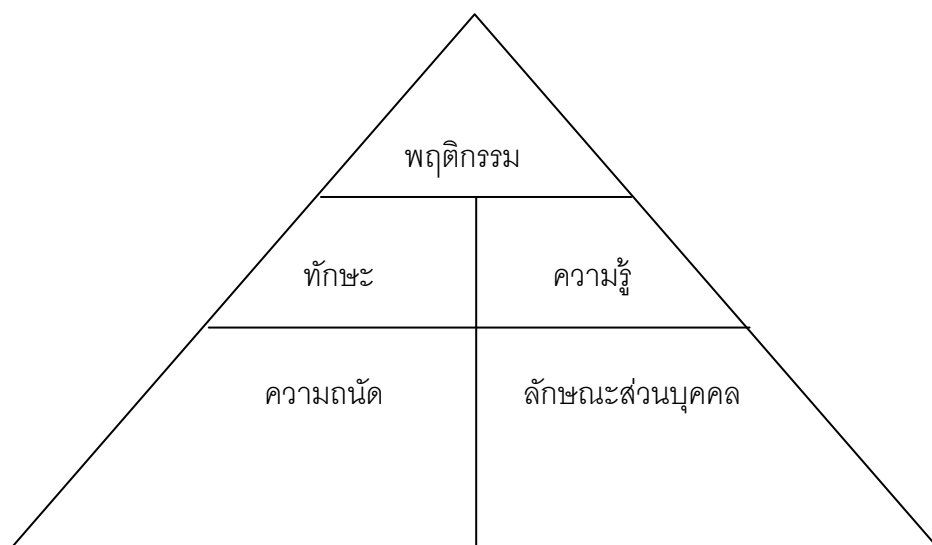 พฤติกรรม
ทักษะ
ความรู้
ความถนัด
ลักษณะส่วนบุคคล